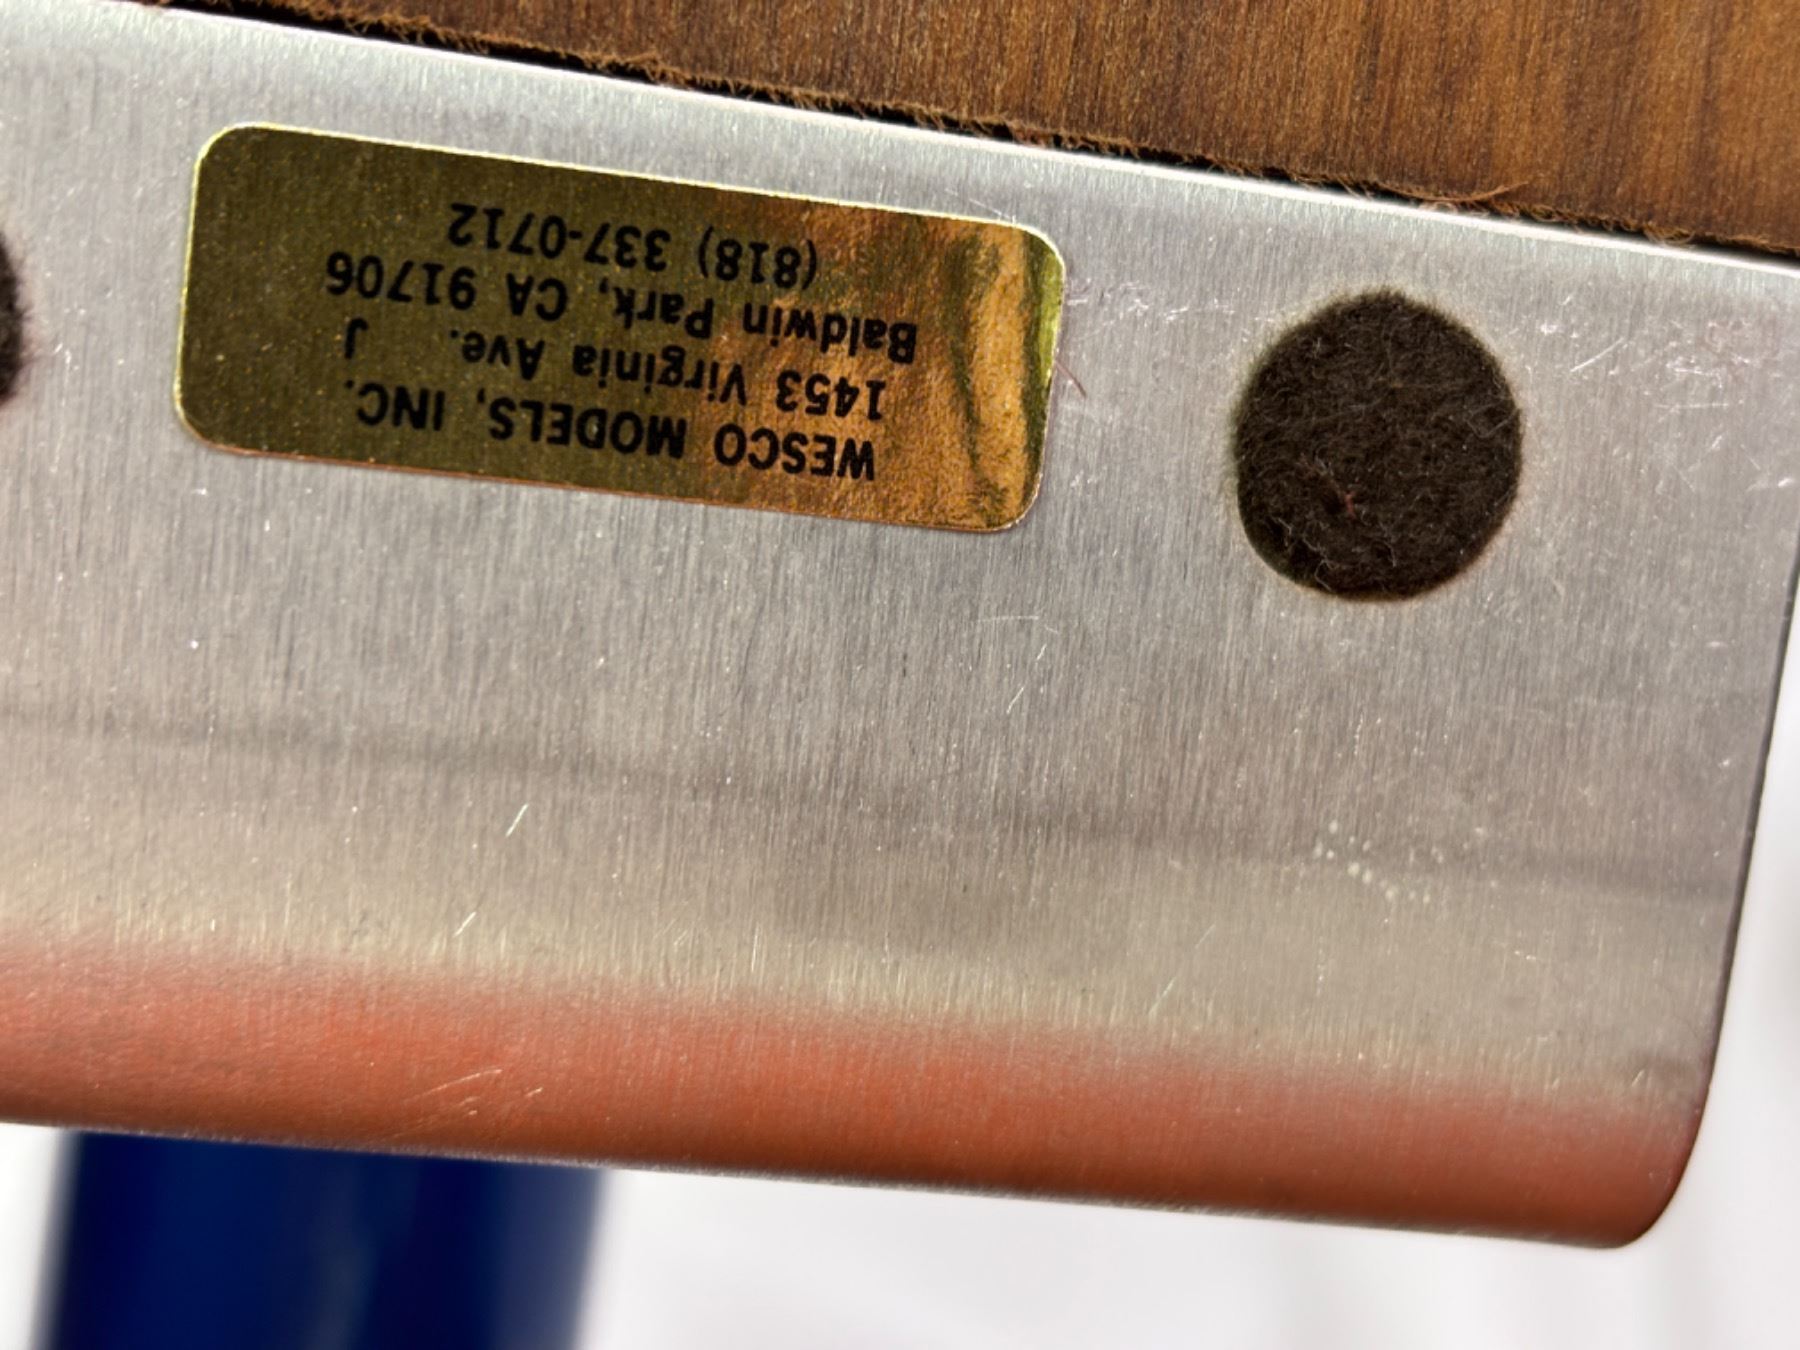 WESCO MODELS, INC.
1453 Virginia Ave. J
Baldwin Park, CA 91706
(818) 337-0712